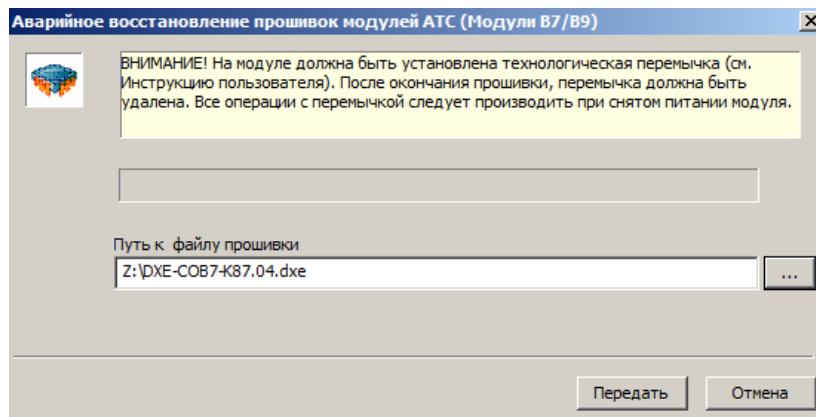 Аварийное восстановление прошивок модулей АТС (Модули B7/B9)
ВНИМАНИЕ! На модуле должна быть установлена технологическая перемычка (см.
Инструкцию пользователя). После окончания прошивки, перемычка должна быть
удалена. Все операции с перемычкой следует производить при снятом питании модуля.
Путь к файлу прошивки
Z:\DXE-COB7-K87.04.dxe
...
Передать
Отмена